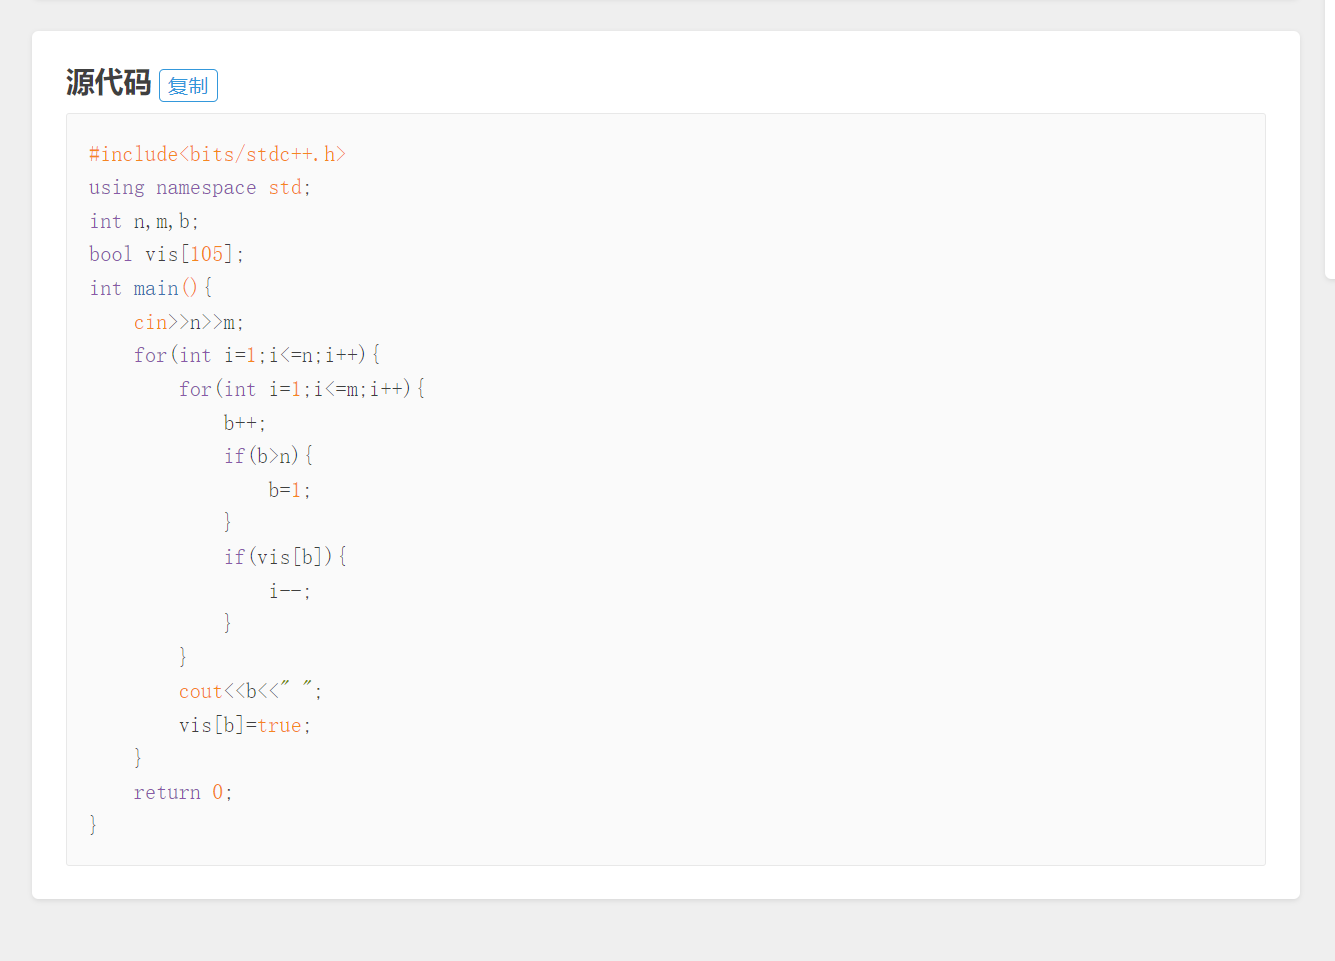 源代码 复制
#include<bits/stdc++.h>
using namespace std;
int n,m,b;
bool vis[105];
int main(){
    cin>>n>>m;
    for(int i=1;i<=n;i++){
        for(int i=1;i<=m;i++){
            b++;
            if(b>n){
                b=1;
            }
            if(vis[b]){
                i--;
            }
        }
        cout<<b<<" ";
        vis[b]=true;
    }
    return 0;
}